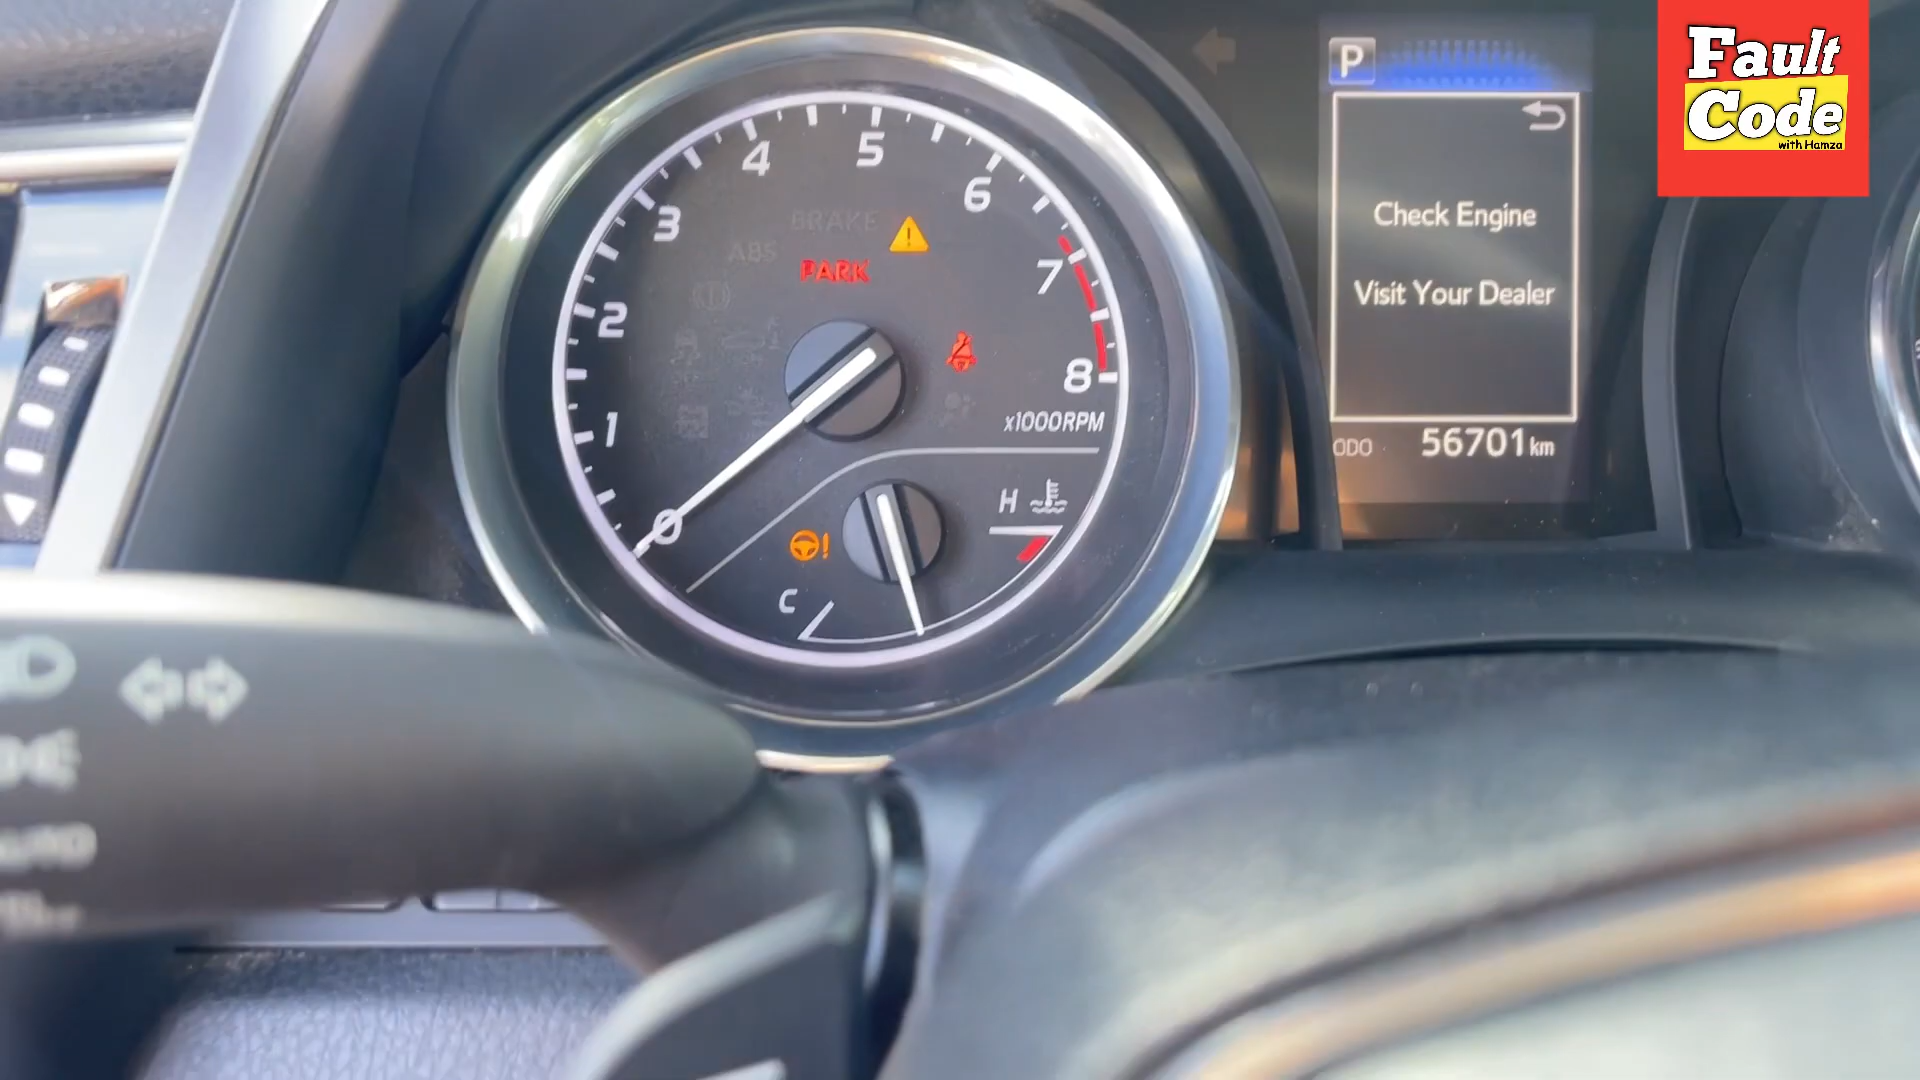 Fault
Code
with Hamza
P
Check Engine
Visit Your Dealer
ODO 56701 km
0
1
2
3
4
5
6
7
8
x1000RPM
BRAKE
ABS
PARK
H
C